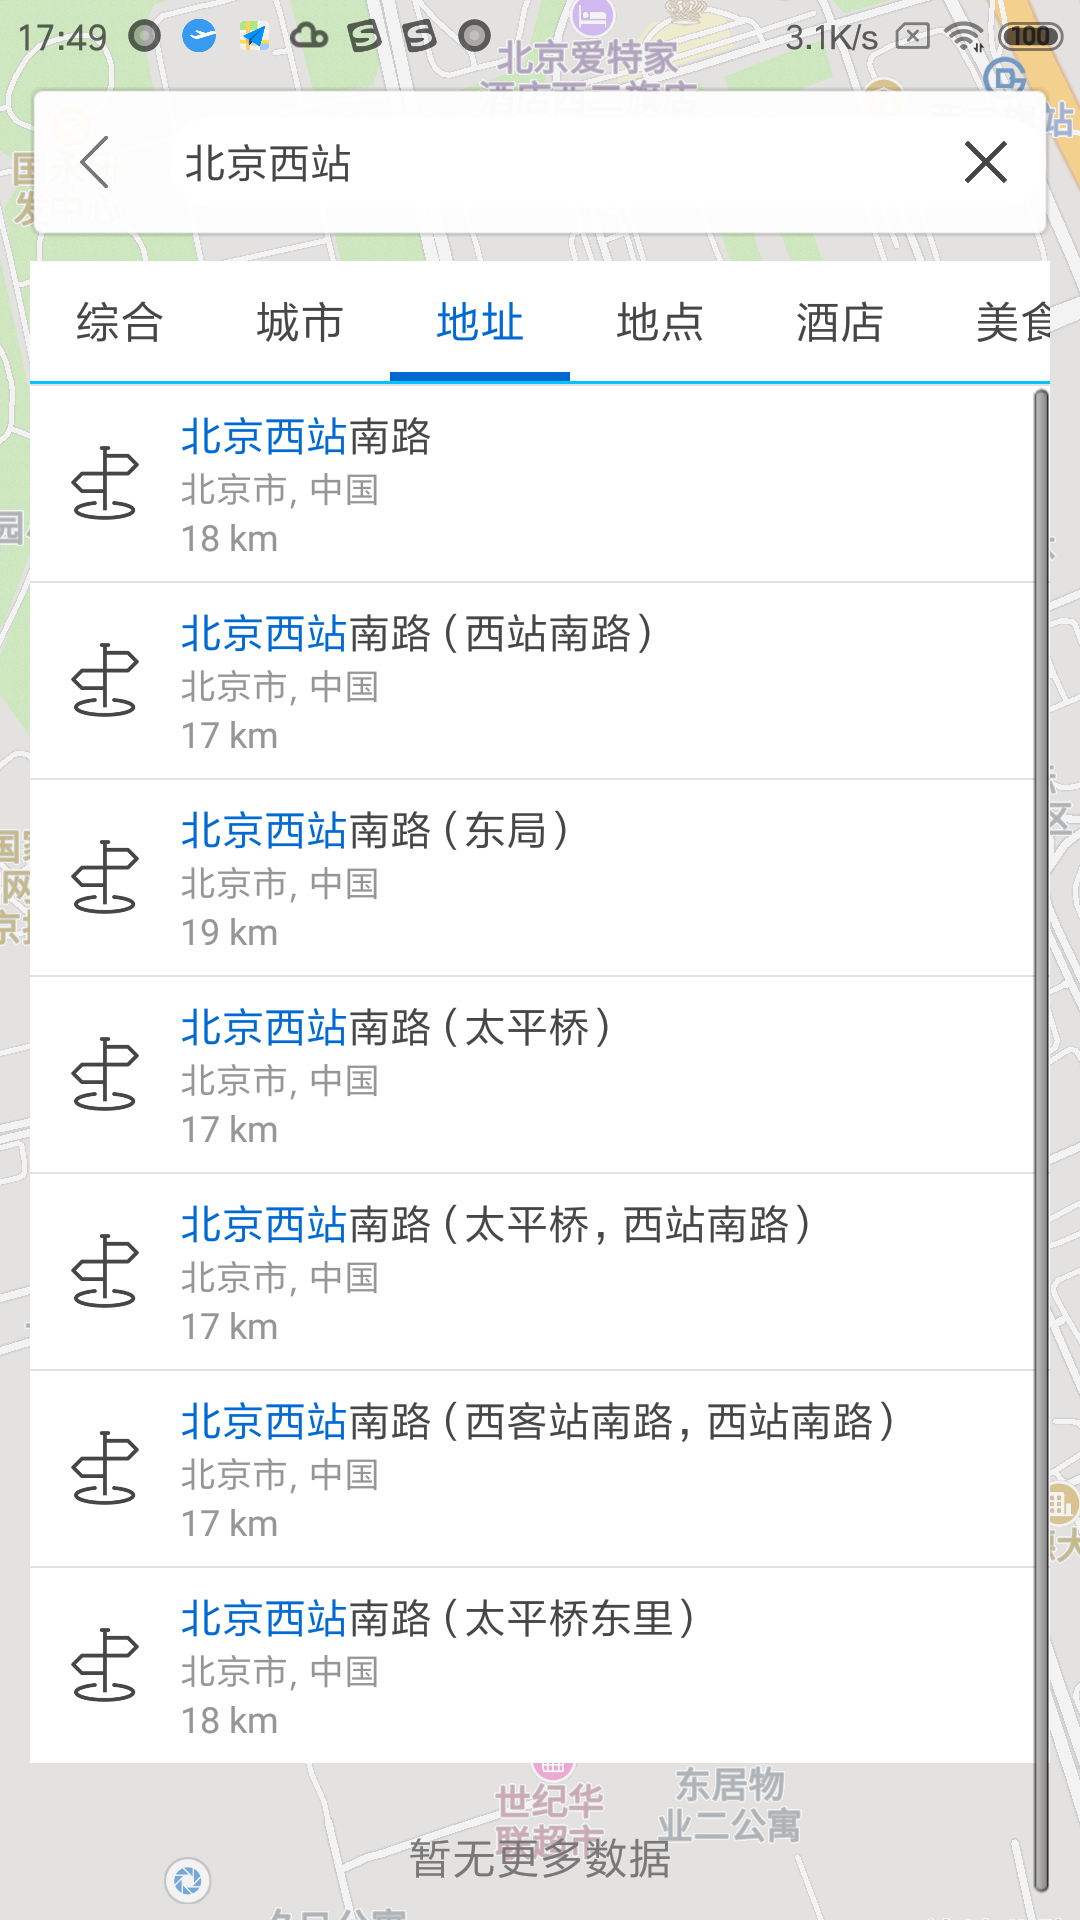 17:49
3.1K/s
100
北京爱特家
酒店西二旗店
站
北京西站
综合 城市 地址 地点 酒店 美食
北京西站南路
北京市, 中国
18 km
北京西站南路（西站南路）
北京市, 中国
17 km
北京西站南路（东局）
北京市, 中国
19 km
北京西站南路（太平桥）
北京市, 中国
17 km
北京西站南路（太平桥, 西站南路）
北京市, 中国
17 km
北京西站南路（西客站南路, 西站南路）
北京市, 中国
17 km
北京西站南路（太平桥东里）
北京市, 中国
18 km
世纪华
联超市
东居物
业二公寓
暂无更多数据